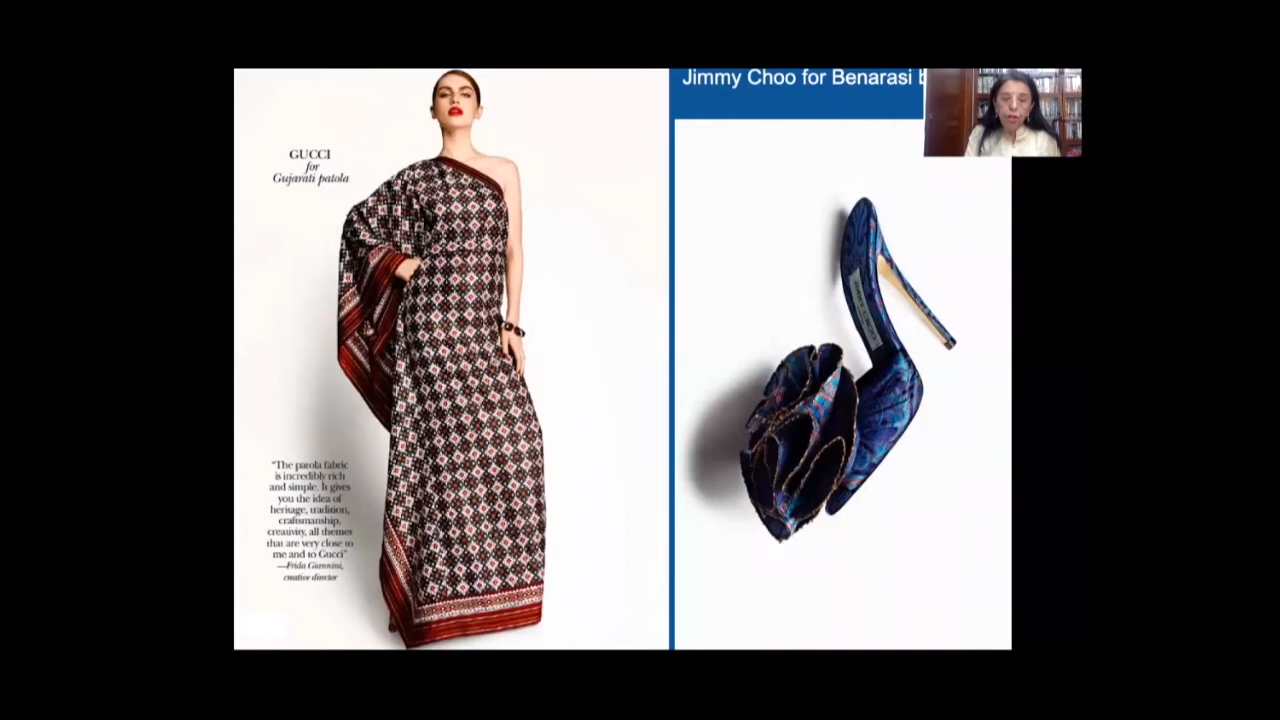 GUCCI
for
Gujarati patola
"The patola fabric
is incredibly rich
and simple. It gives
you the idea of
heritage, tradition,
craftsmanship,
creativity, all themes
that are very close to
me and to Gucci"
—Frida Giannini,
creative director
Jimmy Choo for Benarasi
JIMMY CHOO